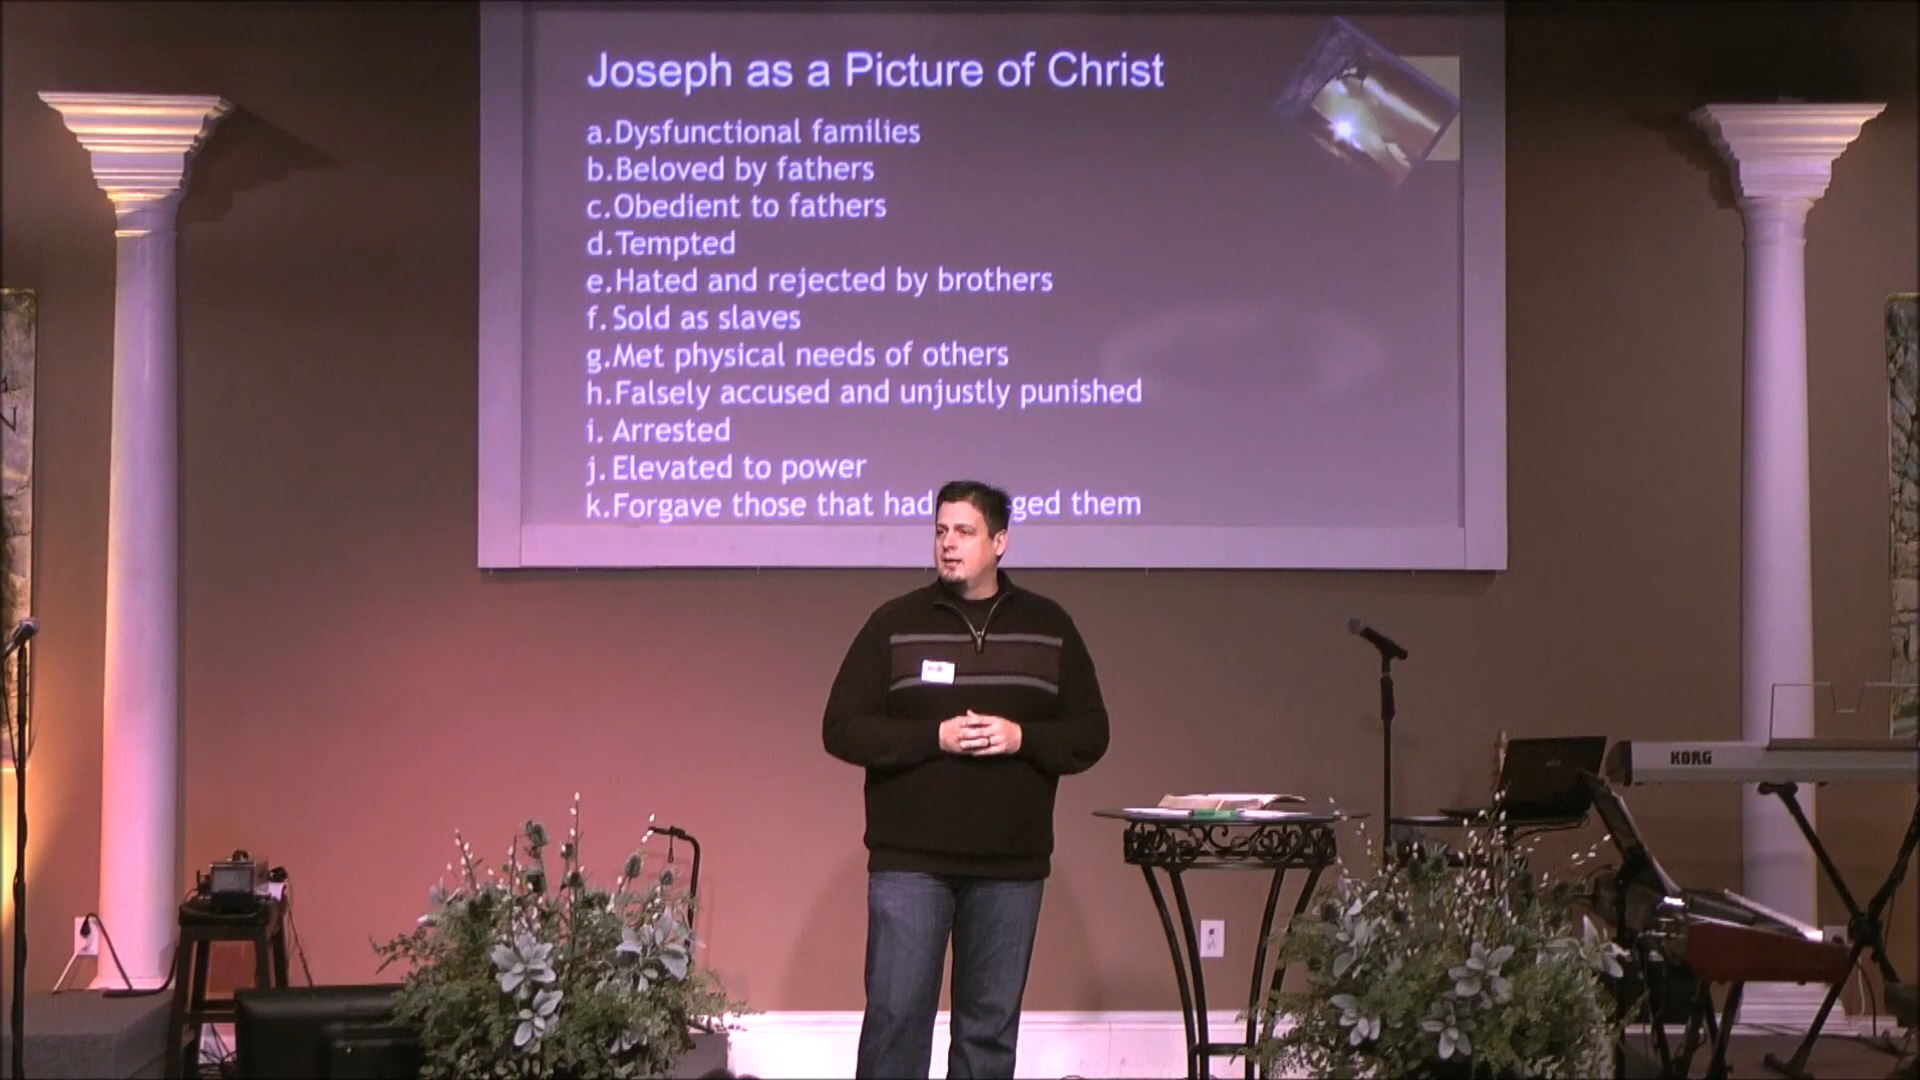 Joseph as a Picture of Christ
a.Dysfunctional families
b.Beloved by fathers
c.Obedient to fathers
d.Tempted
e.Hated and rejected by brothers
f. Sold as slaves
g.Met physical needs of others
h.Falsely accused and unjustly punished
i. Arrested
j. Elevated to power
k.Forgave those that had them
KORG